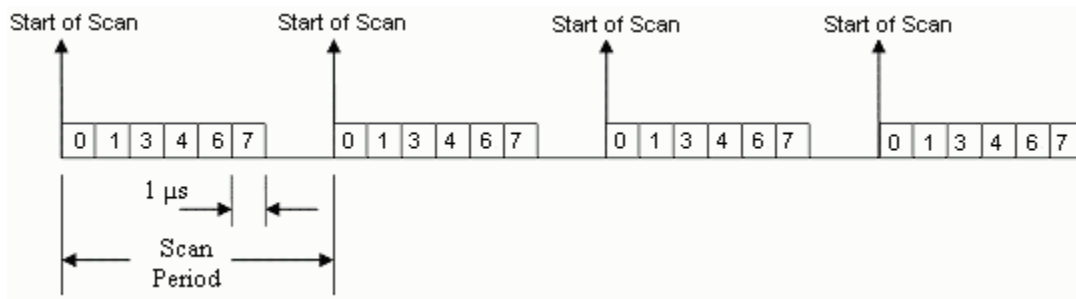 Start of Scan Start of Scan Start of Scan Start of Scan
0 1 3 4 6 7 0 1 3 4 6 7 0 1 3 4 6 7 0 1 3 4 6 7
1 μs
Scan
Period